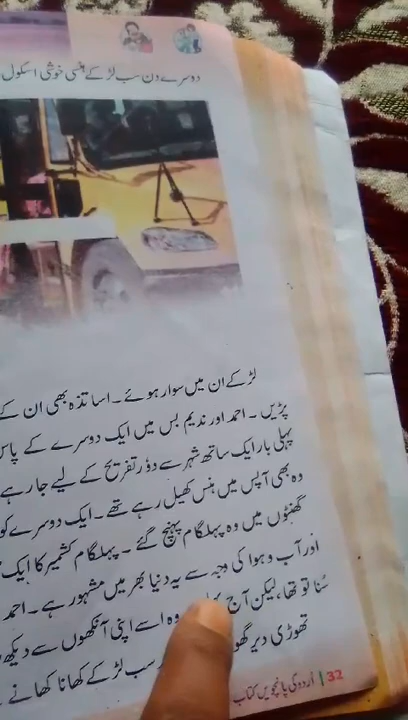 دوسرے دن سب لڑکے ہنسی خوشی اسکول
لڑکے ان میں سوار ہوئے۔ اساتذہ بھی ان کے
پڑیں۔ احمد اور ندیم بس میں ایک دوسرے کے پاس
پہلی بار ایک ساتھ شہر سے دور تفریح کے لیے جا رہے
وہ بھی آپس میں ہنس کھیل رہے تھے۔ ایک دوسرے کو
گھنٹوں میں وہ پہلگام پہنچ گئے۔ پہلگام کشمیر کا ایک
اور آب و ہوا کی وجہ سے یہ دنیا بھر میں مشہور ہے۔ احمد
سُنا تو تھا، لیکن آج وہ اسے اپنی آنکھوں سے دیکھ
تھوڑی دیر سب لڑکے کھانا کھانے
32 | اُردو کی پانچویں کتاب